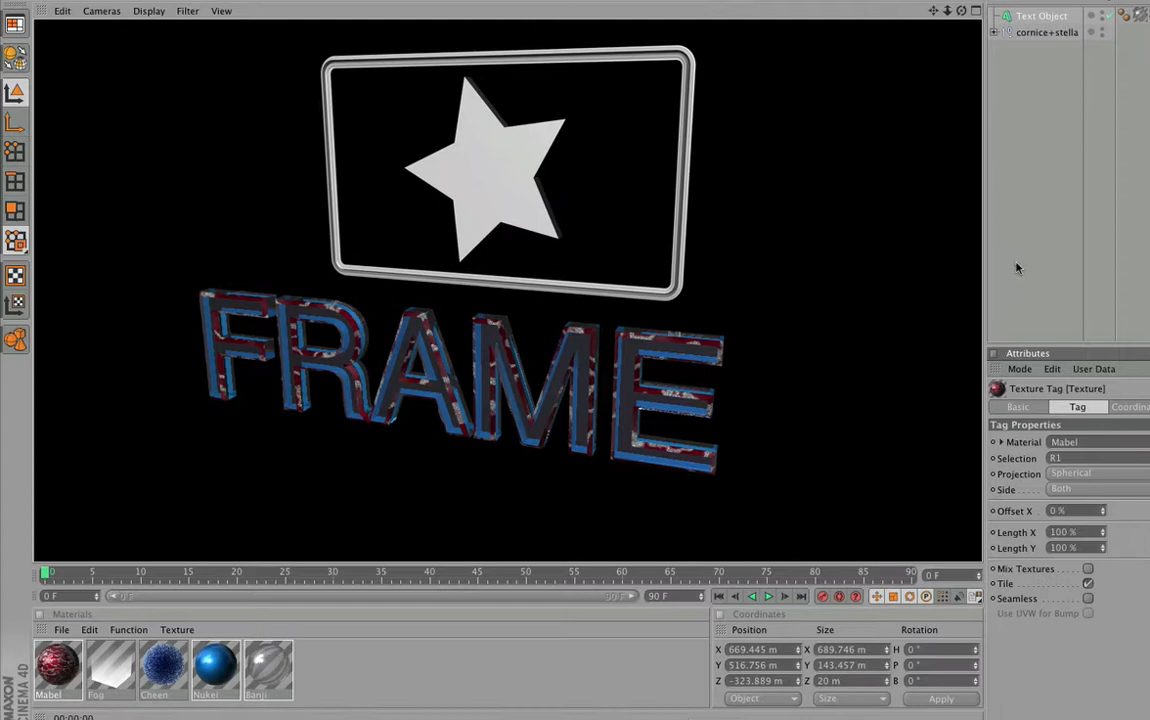 Edit Cameras Display Filter View
Text Object
cornice+stella
FRAME
Attributes
Mode Edit User Data
Texture Tag [Texture]
Basic Tag Coordina
Tag Properties
Material Mabel
Selection R1
Projection Spherical
Side Both
Offset X 0 %
Length X 100 %
Length Y 100 %
Mix Textures
Tile
Seamless
Use UVW for Bump
0 5 10 15 20 25 30 35 40 45 50 55 60 65 70 75 80 85 90 0 F
0 F 0 F 90 F 90 F
Materials
File Edit Function Texture
Mabel Fog Cheen Nukei Banji
Coordinates
Position Size Rotation
X 669.445 m X 689.746 m H 0 °
Y 516.756 m Y 143.457 m P 0 °
Z -323.889 m Z 20 m B 0 °
Object Size Apply
MAXON
CINEMA 4D
00:00:00